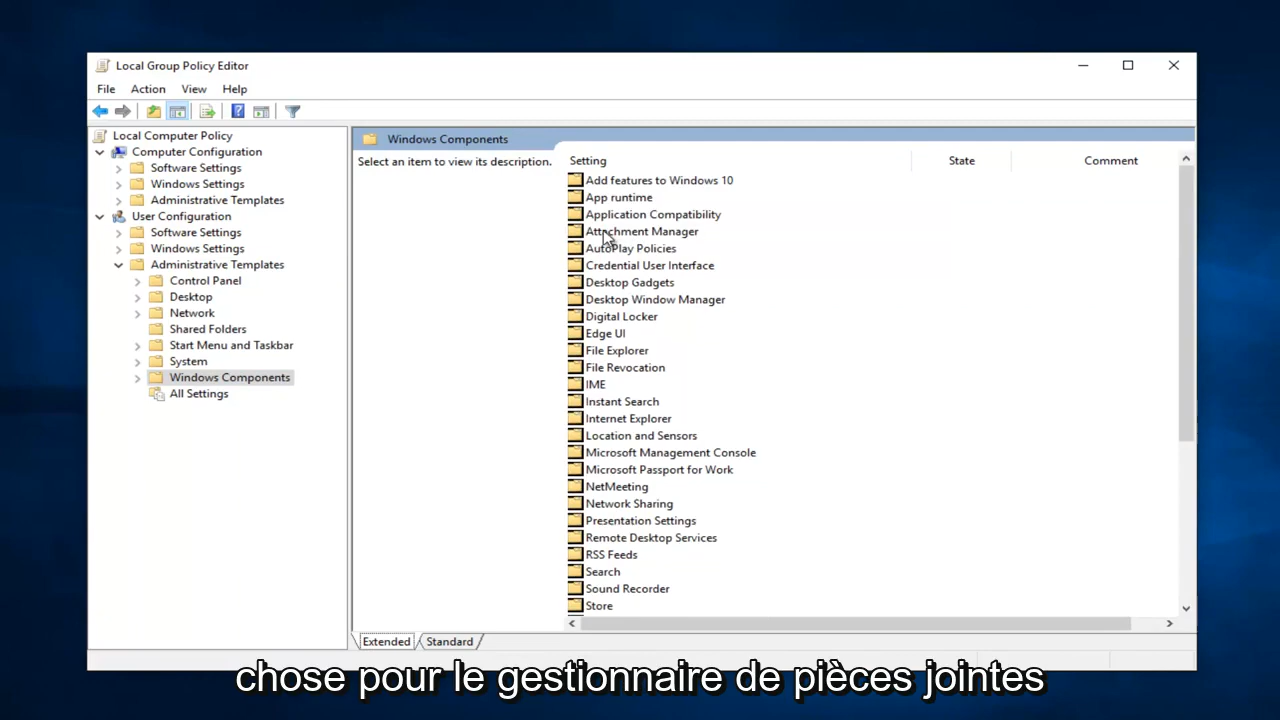 Local Group Policy Editor
File Action View Help
Local Computer Policy
Computer Configuration
Software Settings
Windows Settings
Administrative Templates
User Configuration
Software Settings
Windows Settings
Administrative Templates
Control Panel
Desktop
Network
Shared Folders
Start Menu and Taskbar
System
Windows Components
All Settings
Windows Components
Select an item to view its description.
Setting State Comment
Add features to Windows 10
App runtime
Application Compatibility
Attachment Manager
AutoPlay Policies
Credential User Interface
Desktop Gadgets
Desktop Window Manager
Digital Locker
Edge UI
File Explorer
File Revocation
IME
Instant Search
Internet Explorer
Location and Sensors
Microsoft Management Console
Microsoft Passport for Work
NetMeeting
Network Sharing
Presentation Settings
Remote Desktop Services
RSS Feeds
Search
Sound Recorder
Store
Extended Standard
chose pour le gestionnaire de pièces jointes